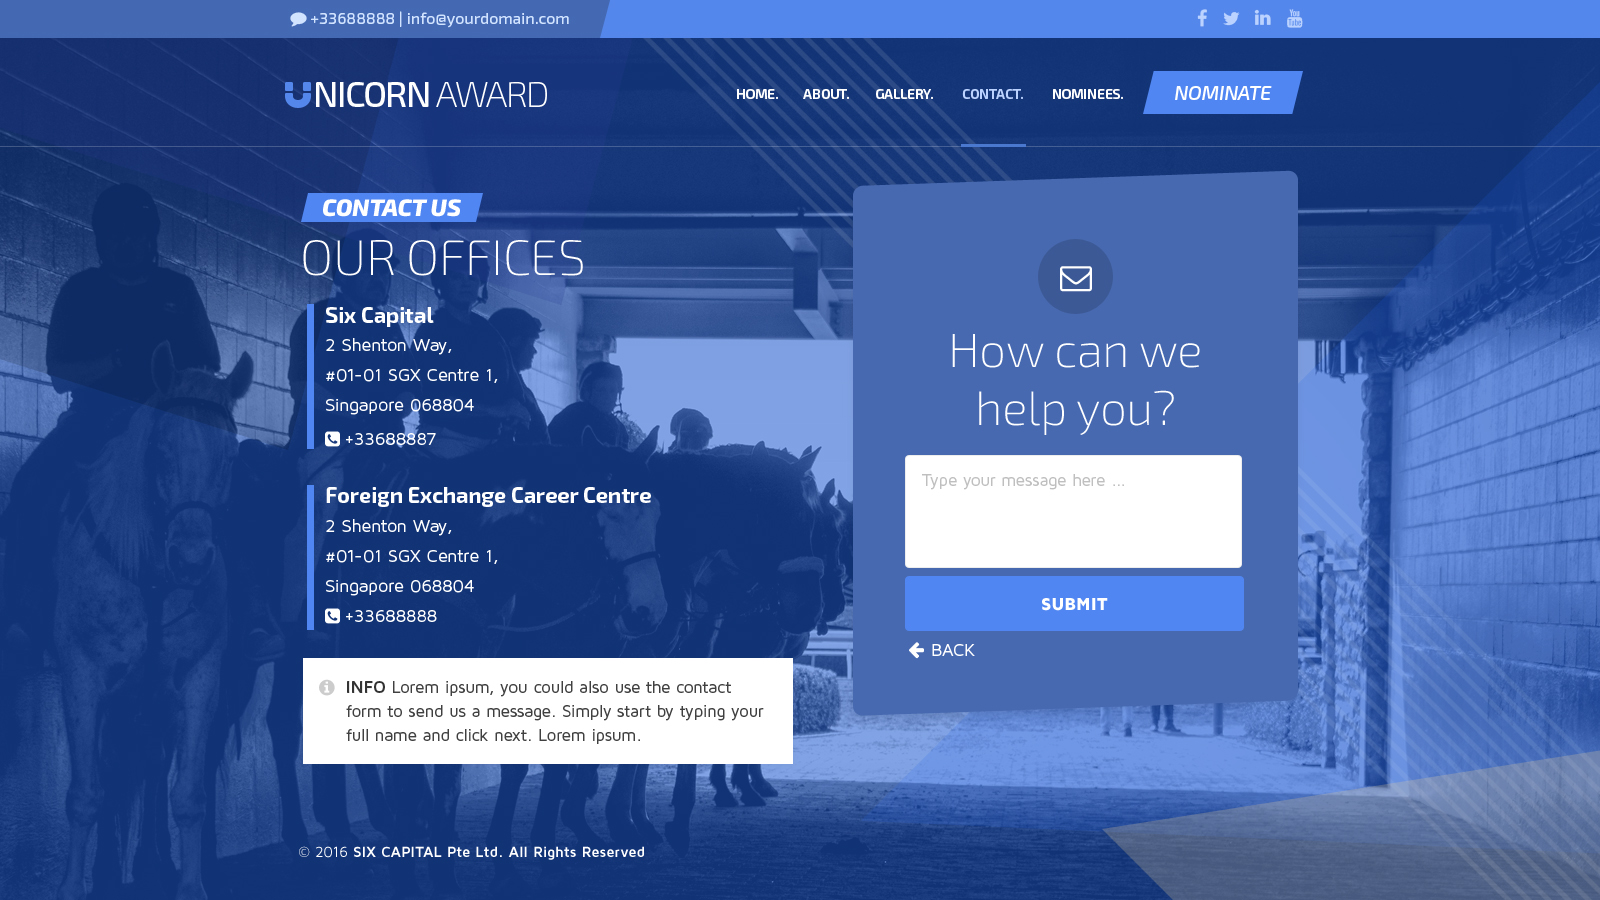 +33688888 | info@yourdomain.com
You
Tube
UNICORN AWARD
HOME. ABOUT. GALLERY. CONTACT. NOMINEES. NOMINATE
CONTACT US
OUR OFFICES
Six Capital
2 Shenton Way,
#01-01 SGX Centre 1,
Singapore 068804
+33688887
Foreign Exchange Career Centre
2 Shenton Way,
#01-01 SGX Centre 1,
Singapore 068804
+33688888
INFO Lorem ipsum, you could also use the contact
form to send us a message. Simply start by typing your
full name and click next. Lorem ipsum.
How can we
help you?
Type your message here ...
SUBMIT
BACK
© 2016 SIX CAPITAL Pte Ltd. All Rights Reserved